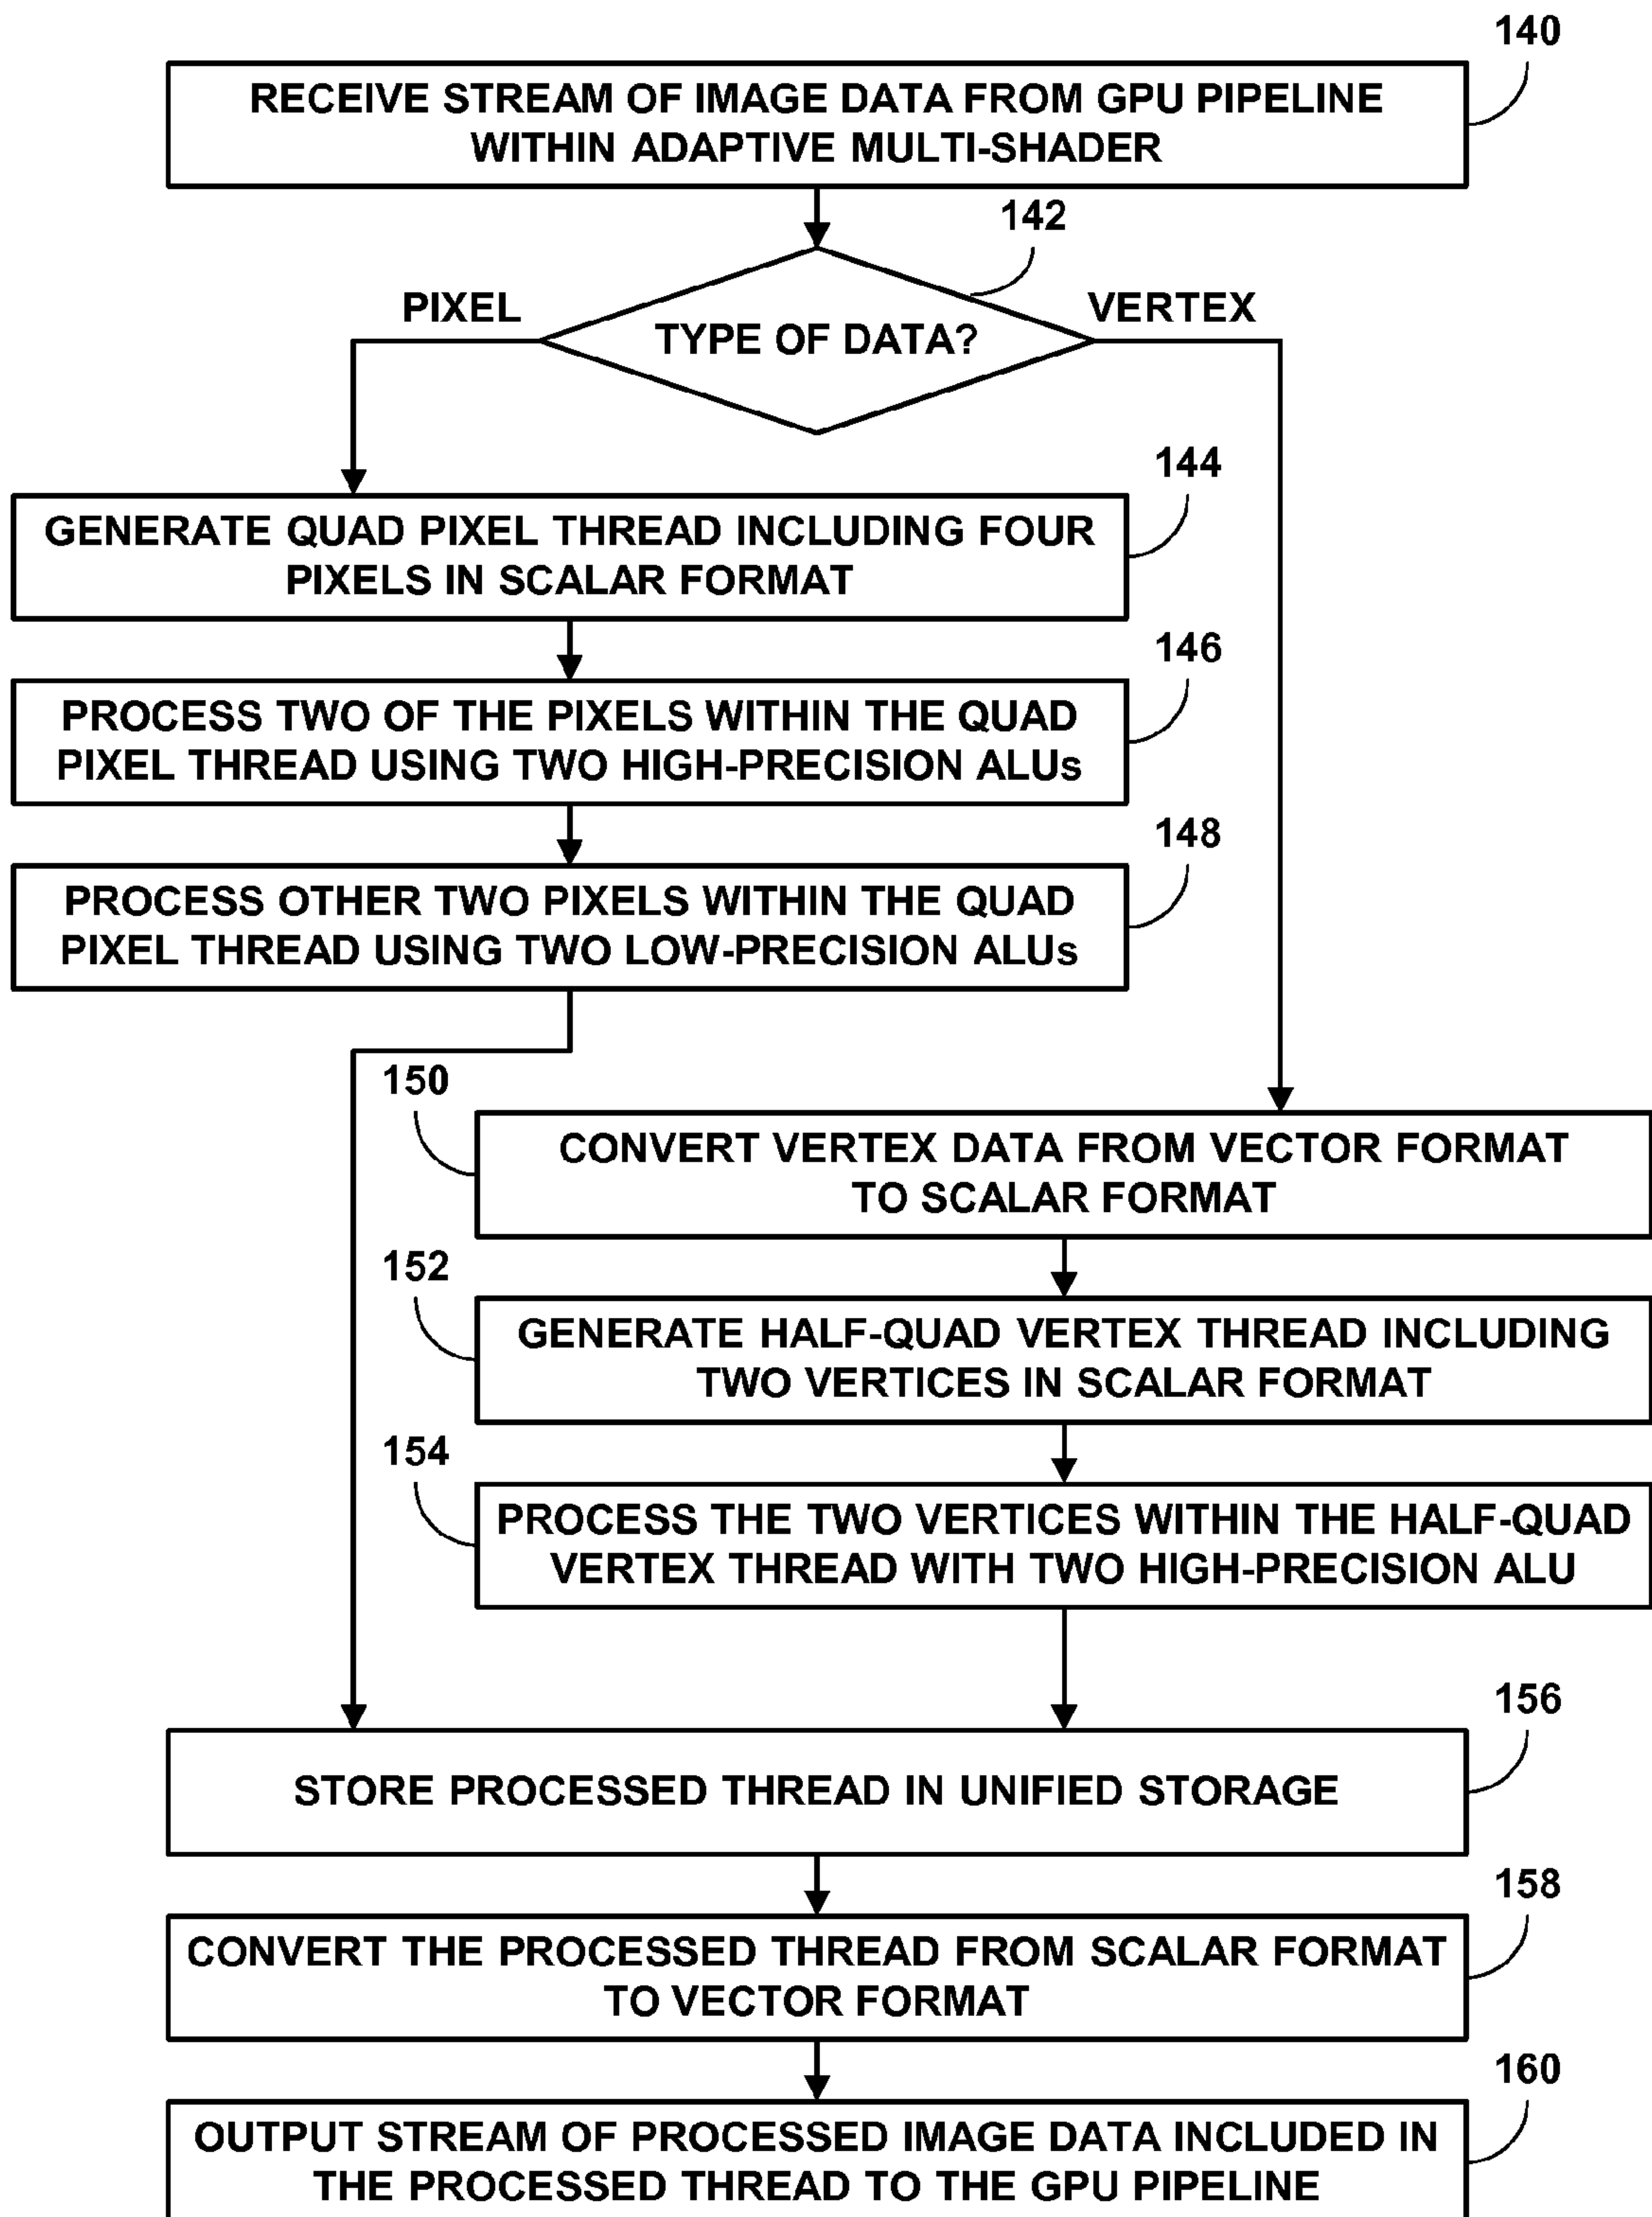 140
RECEIVE STREAM OF IMAGE DATA FROM GPU PIPELINE
WITHIN ADAPTIVE MULTI-SHADER
142
PIXEL
VERTEX
TYPE OF DATA?
144
GENERATE QUAD PIXEL THREAD INCLUDING FOUR
PIXELS IN SCALAR FORMAT
146
PROCESS TWO OF THE PIXELS WITHIN THE QUAD
PIXEL THREAD USING TWO HIGH-PRECISION ALUs
148
PROCESS OTHER TWO PIXELS WITHIN THE QUAD
PIXEL THREAD USING TWO LOW-PRECISION ALUs
150
CONVERT VERTEX DATA FROM VECTOR FORMAT
TO SCALAR FORMAT
152
GENERATE HALF-QUAD VERTEX THREAD INCLUDING
TWO VERTICES IN SCALAR FORMAT
154
PROCESS THE TWO VERTICES WITHIN THE HALF-QUAD
VERTEX THREAD WITH TWO HIGH-PRECISION ALU
156
STORE PROCESSED THREAD IN UNIFIED STORAGE
158
CONVERT THE PROCESSED THREAD FROM SCALAR FORMAT
TO VECTOR FORMAT
160
OUTPUT STREAM OF PROCESSED IMAGE DATA INCLUDED IN
THE PROCESSED THREAD TO THE GPU PIPELINE